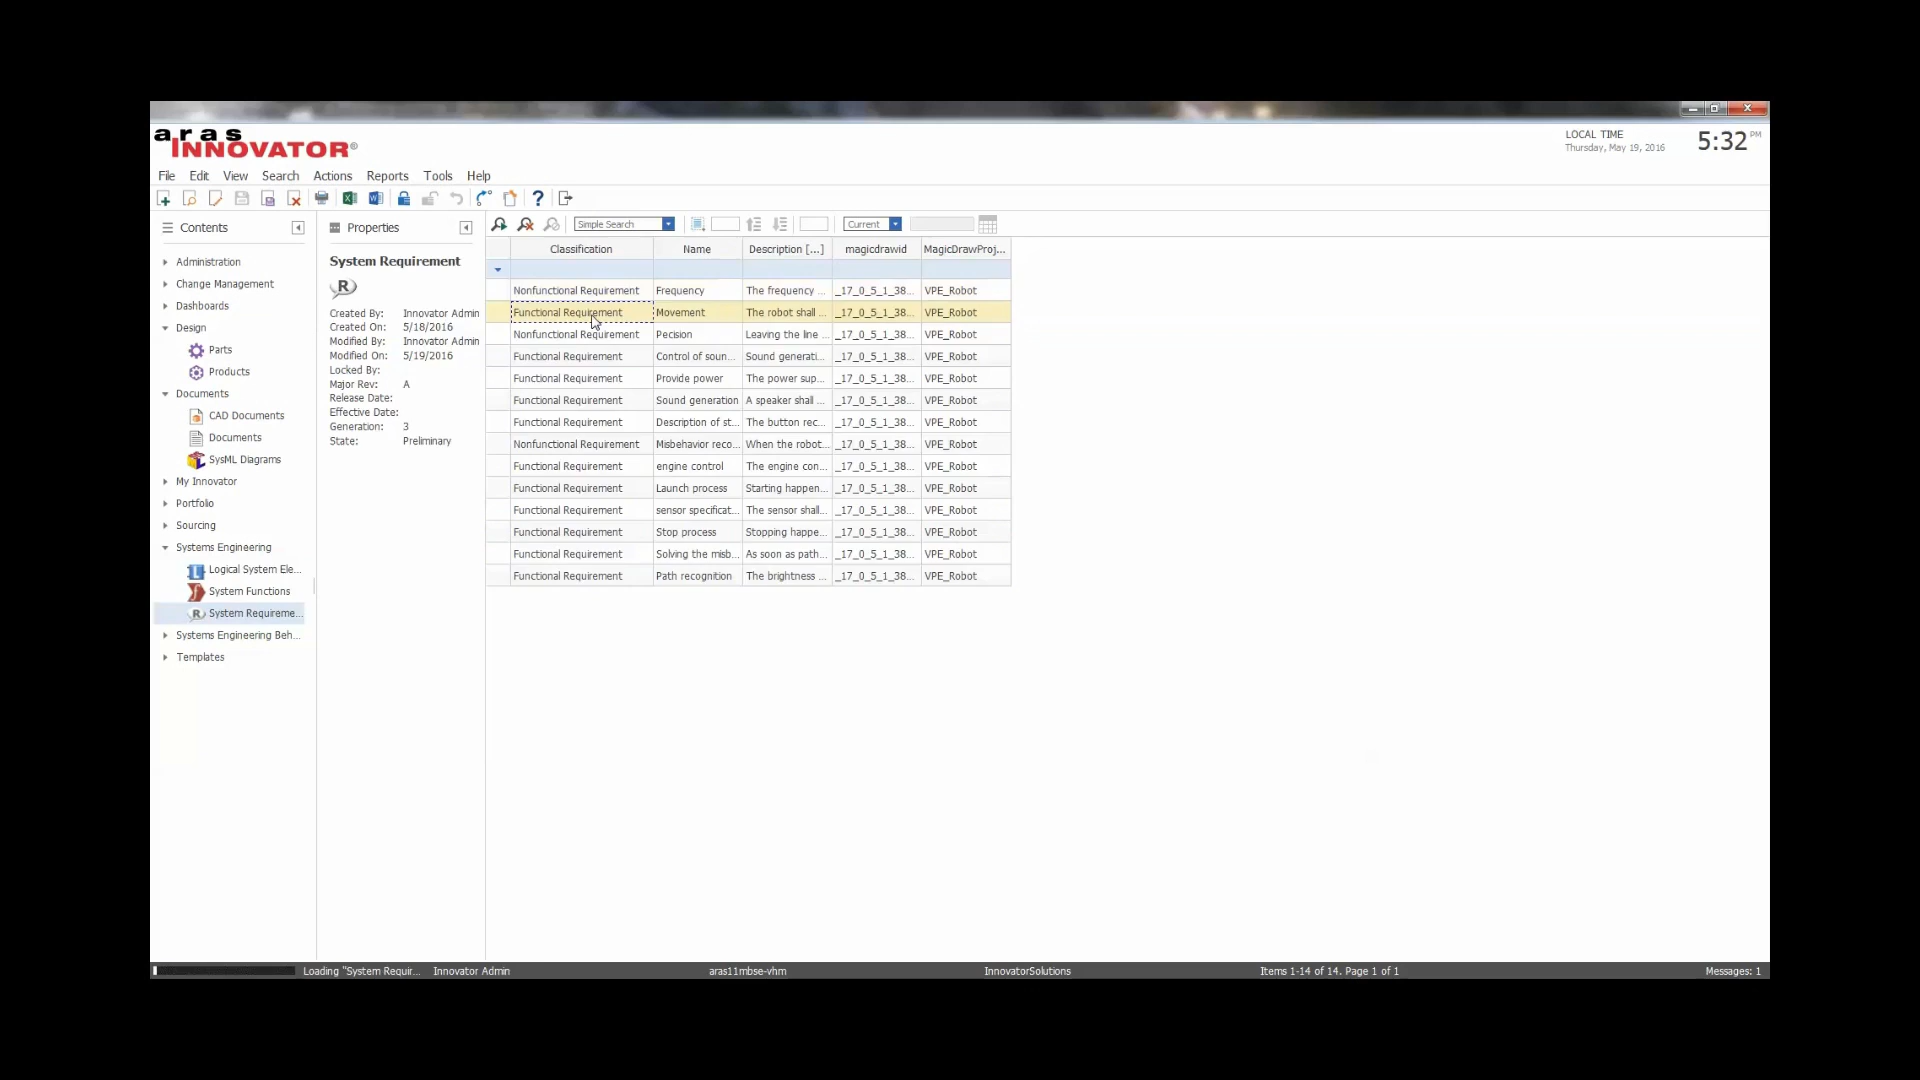 aras
INNOVATOR®
LOCAL TIME
Thursday, May 19, 2016
5:32 PM
File Edit View Search Actions Reports Tools Help
Contents
Administration
Change Management
Dashboards
Design
Parts
Products
Documents
CAD Documents
Documents
SysML Diagrams
My Innovator
Portfolio
Sourcing
Systems Engineering
Logical System Ele...
System Functions
System Requireme...
Systems Engineering Beh...
Templates
Properties
System Requirement
R
Created By: Innovator Admin
Created On: 5/18/2016
Modified By: Innovator Admin
Modified On: 5/19/2016
Locked By:
Major Rev: A
Release Date:
Effective Date:
Generation: 3
State: Preliminary
Simple Search Current
Classification Name Description [...] magicdrawid MagicDrawProj...
Nonfunctional Requirement Frequency The frequency ... _17_0_5_1_38... VPE_Robot
Functional Requirement Movement The robot shall ... _17_0_5_1_38... VPE_Robot
Nonfunctional Requirement Pecision Leaving the line ... _17_0_5_1_38... VPE_Robot
Functional Requirement Control of soun... Sound generati... _17_0_5_1_38... VPE_Robot
Functional Requirement Provide power The power sup... _17_0_5_1_38... VPE_Robot
Functional Requirement Sound generation A speaker shall ... _17_0_5_1_38... VPE_Robot
Functional Requirement Description of st... The button rec... _17_0_5_1_38... VPE_Robot
Nonfunctional Requirement Misbehavior reco... When the robot... _17_0_5_1_38... VPE_Robot
Functional Requirement engine control The engine con... _17_0_5_1_38... VPE_Robot
Functional Requirement Launch process Starting happen... _17_0_5_1_38... VPE_Robot
Functional Requirement sensor specificat... The sensor shall... _17_0_5_1_38... VPE_Robot
Functional Requirement Stop process Stopping happe... _17_0_5_1_38... VPE_Robot
Functional Requirement Solving the misb... As soon as path... _17_0_5_1_38... VPE_Robot
Functional Requirement Path recognition The brightness ... _17_0_5_1_38... VPE_Robot
Loading "System Requir... Innovator Admin aras11mbse-vhm InnovatorSolutions Items 1-14 of 14. Page 1 of 1 Messages: 1